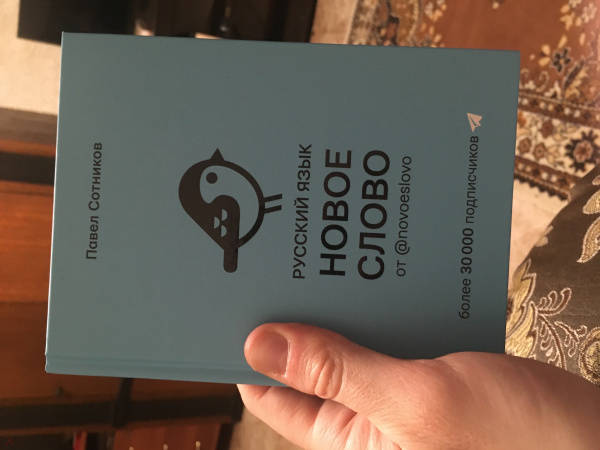 Павел Сотников
РУССКИЙ ЯЗЫК
НОВОЕ
СЛОВО
от @novoeslovo
более 30 000 подписчиков